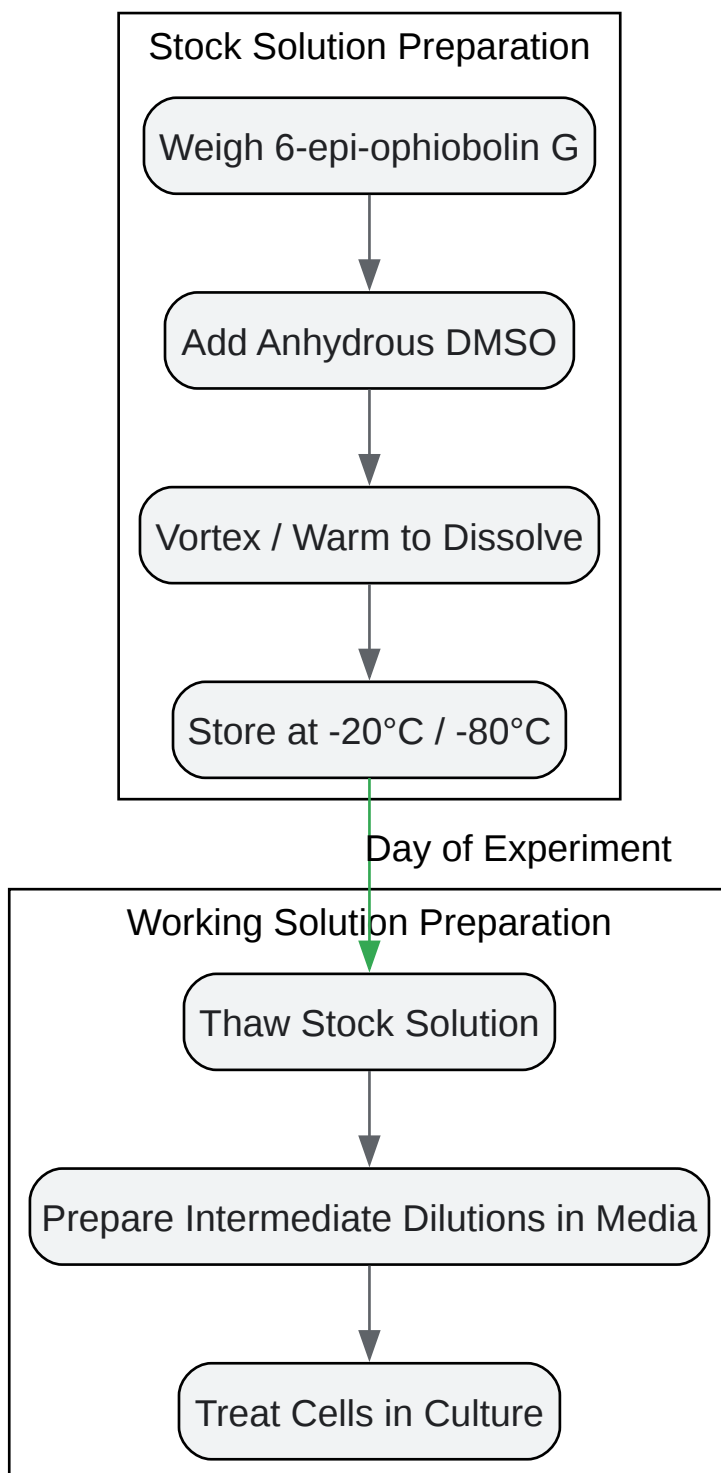 Stock Solution Preparation
Weigh 6-epi-ophiobolin G
Add Anhydrous DMSO
Vortex / Warm to Dissolve
Store at -20°C / -80°C
Day of Experiment
Working Solution Preparation
Thaw Stock Solution
Prepare Intermediate Dilutions in Media
Treat Cells in Culture